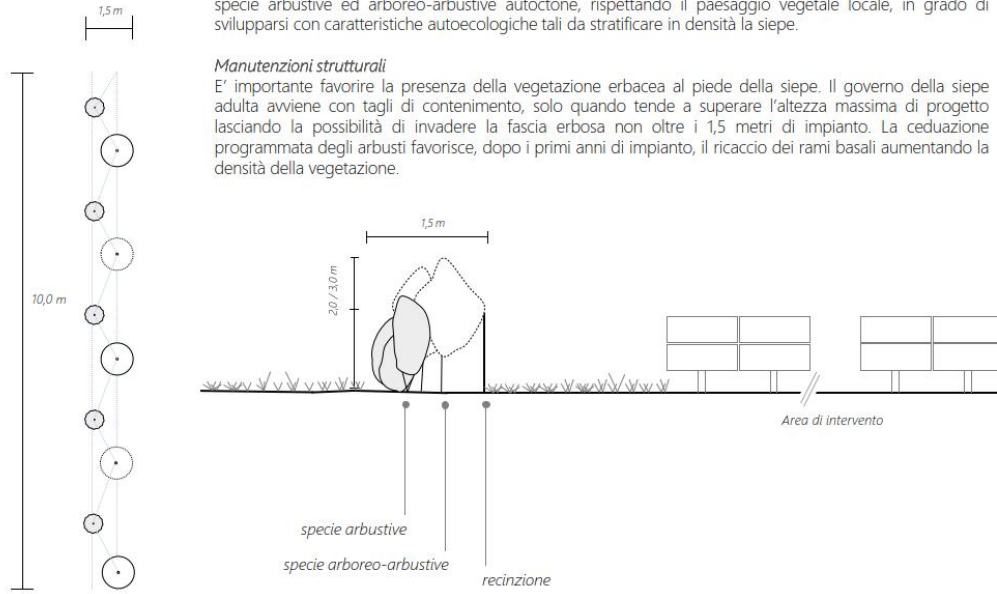 specie arbustive ed arboreo-arbustive autoctone, rispettando il paesaggio vegetale locale, in grado di
svilupparsi con caratteristiche autoecologiche tali da stratificare in densità la siepe.
Manutenzioni strutturali
E' importante favorire la presenza della vegetazione erbacea al piede della siepe. Il governo della siepe
adulta avviene con tagli di contenimento, solo quando tende a superare l'altezza massima di progetto
lasciando la possibilità di invadere la fascia erbosa non oltre i 1,5 metri di impianto. La ceduazione
programmata degli arbusti favorisce, dopo i primi anni di impianto, il ricaccio dei rami basali aumentando la
densità della vegetazione.
1,5 m
10,0 m
1,5 m
2,0 / 3,0 m
Area di intervento
specie arbustive
specie arboreo-arbustive
recinzione